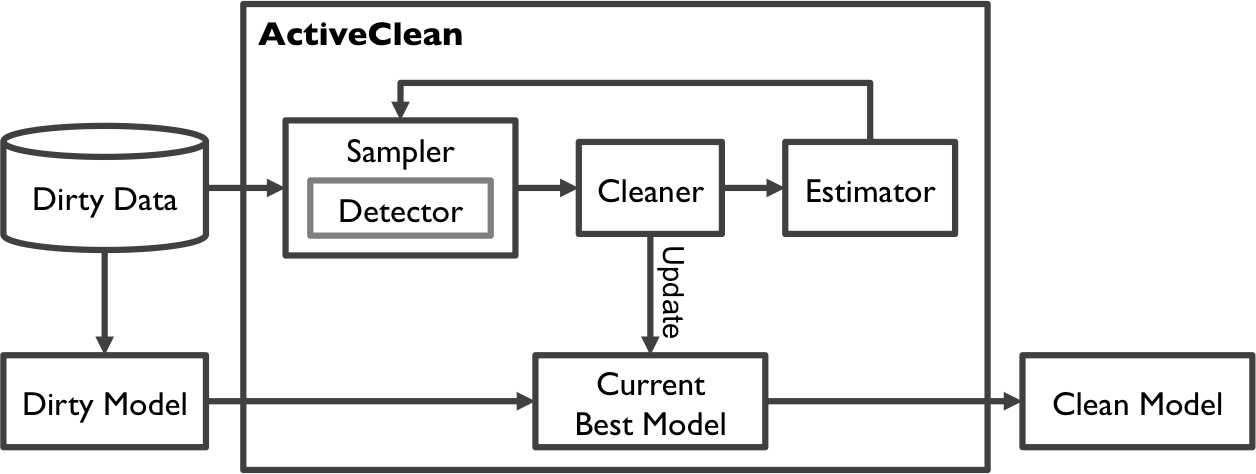 ActiveClean
Sampler
Dirty Data
Detector
Cleaner
Estimator
Update
Dirty Model
Current
Best Model
Clean Model